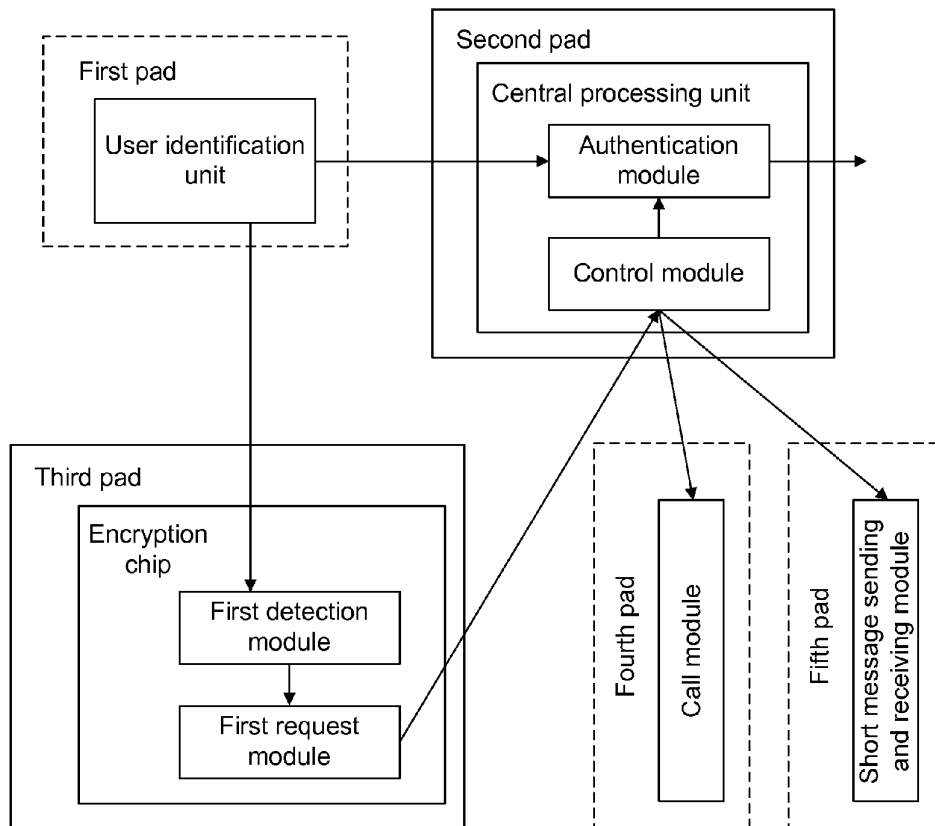 First pad
User identification
unit
Second pad
Central processing unit
Authentication
module
Control module
Third pad
Encryption
chip
First detection
module
First request
module
Fourth pad
Call module
Fifth pad
Short message sending
and receiving module